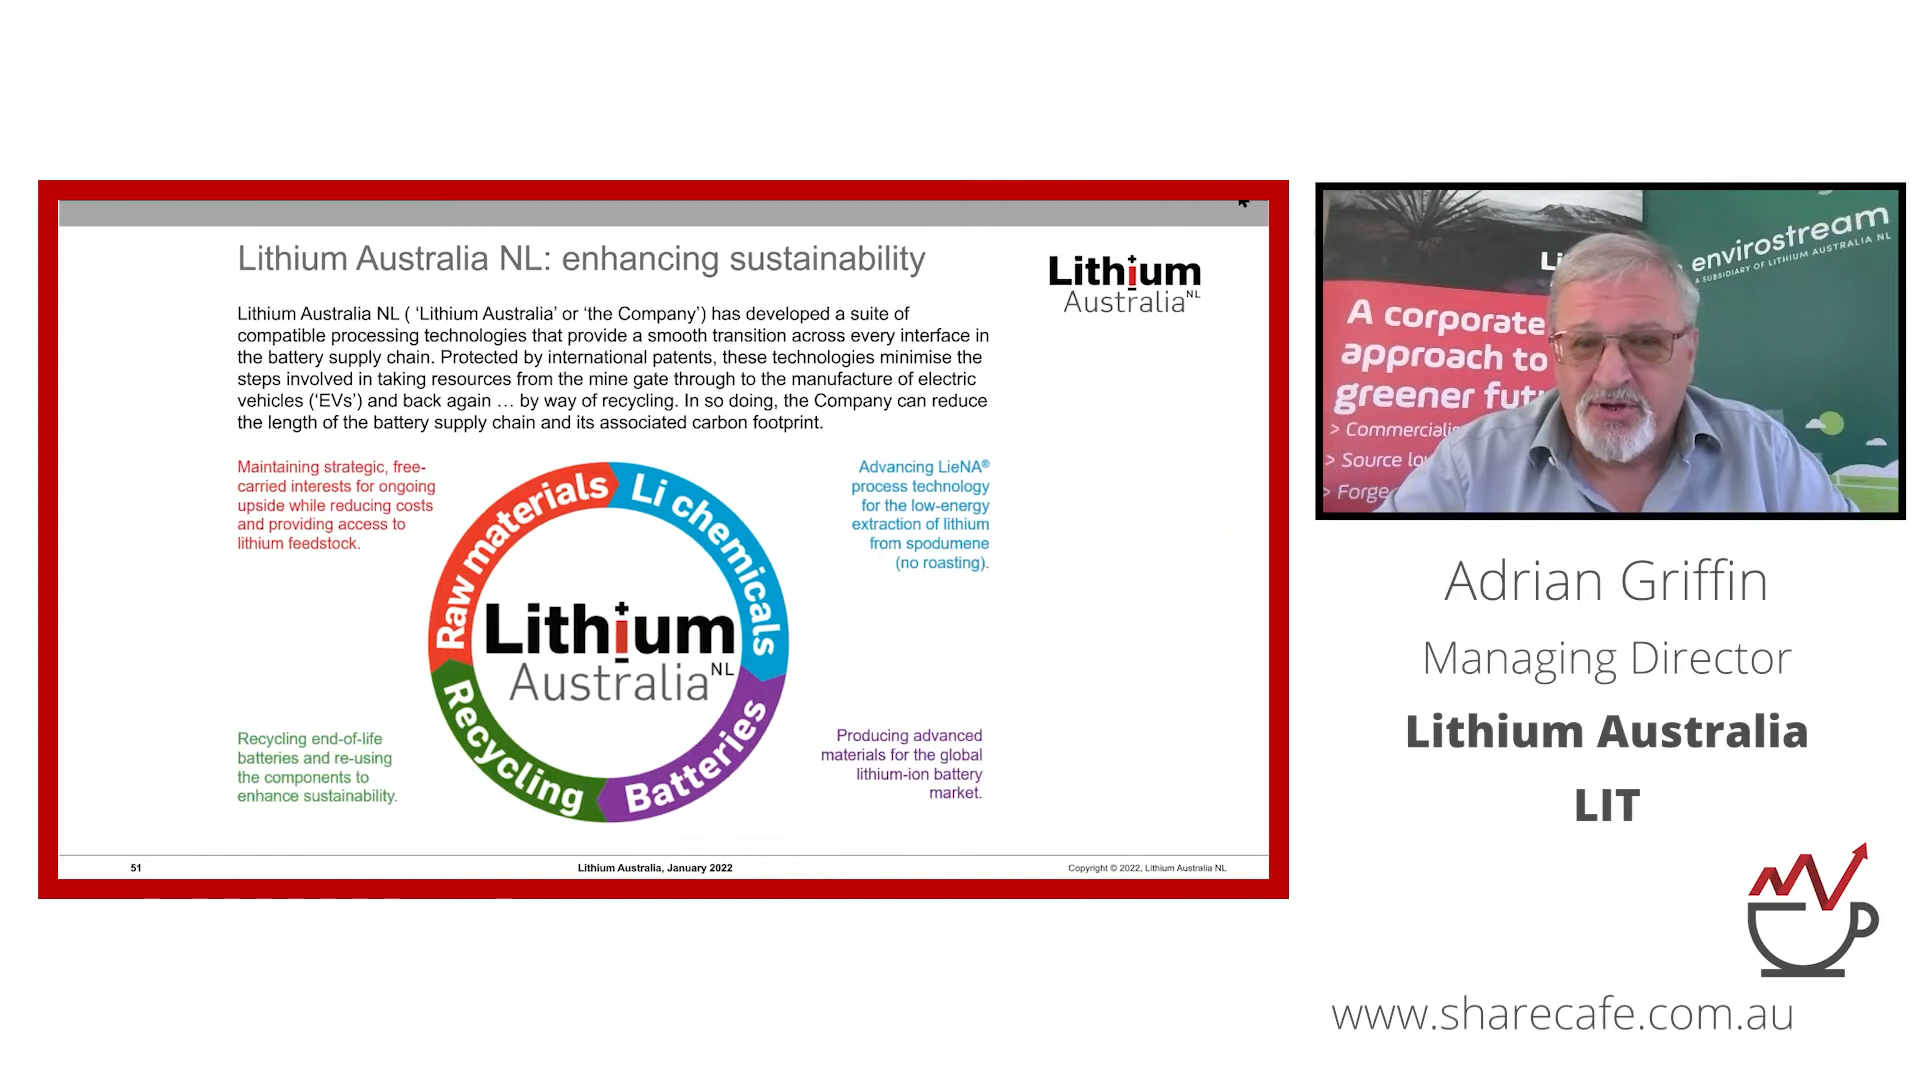 Lithium Australia NL: enhancing sustainability
Lithium
Australia NL
Lithium Australia NL ( ‘Lithium Australia’ or ‘the Company’) has developed a suite of
compatible processing technologies that provide a smooth transition across every interface in
the battery supply chain. Protected by international patents, these technologies minimise the
steps involved in taking resources from the mine gate through to the manufacture of electric
vehicles (‘EVs’) and back again … by way of recycling. In so doing, the Company can reduce
the length of the battery supply chain and its associated carbon footprint.
Maintaining strategic, free-
carried interests for ongoing
upside while reducing costs
and providing access to
lithium feedstock.
Advancing LieNA®
process technology
for the low-energy
extraction of lithium
from spodumene
(no roasting).
Raw materials
Li chemicals
Lithium
Australia NL
Recycling
Batteries
Recycling end-of-life
batteries and re-using
the components to
enhance sustainability.
Producing advanced
materials for the global
lithium-ion battery
market.
51
Lithium Australia, January 2022
Copyright © 2022, Lithium Australia NL
envirostream
A SUBSIDIARY OF LITHIUM AUSTRALIA NL
A corporate
approach to
greener
> Source
> Forge
Adrian Griffin
Managing Director
Lithium Australia
LIT
www.sharecafe.com.au